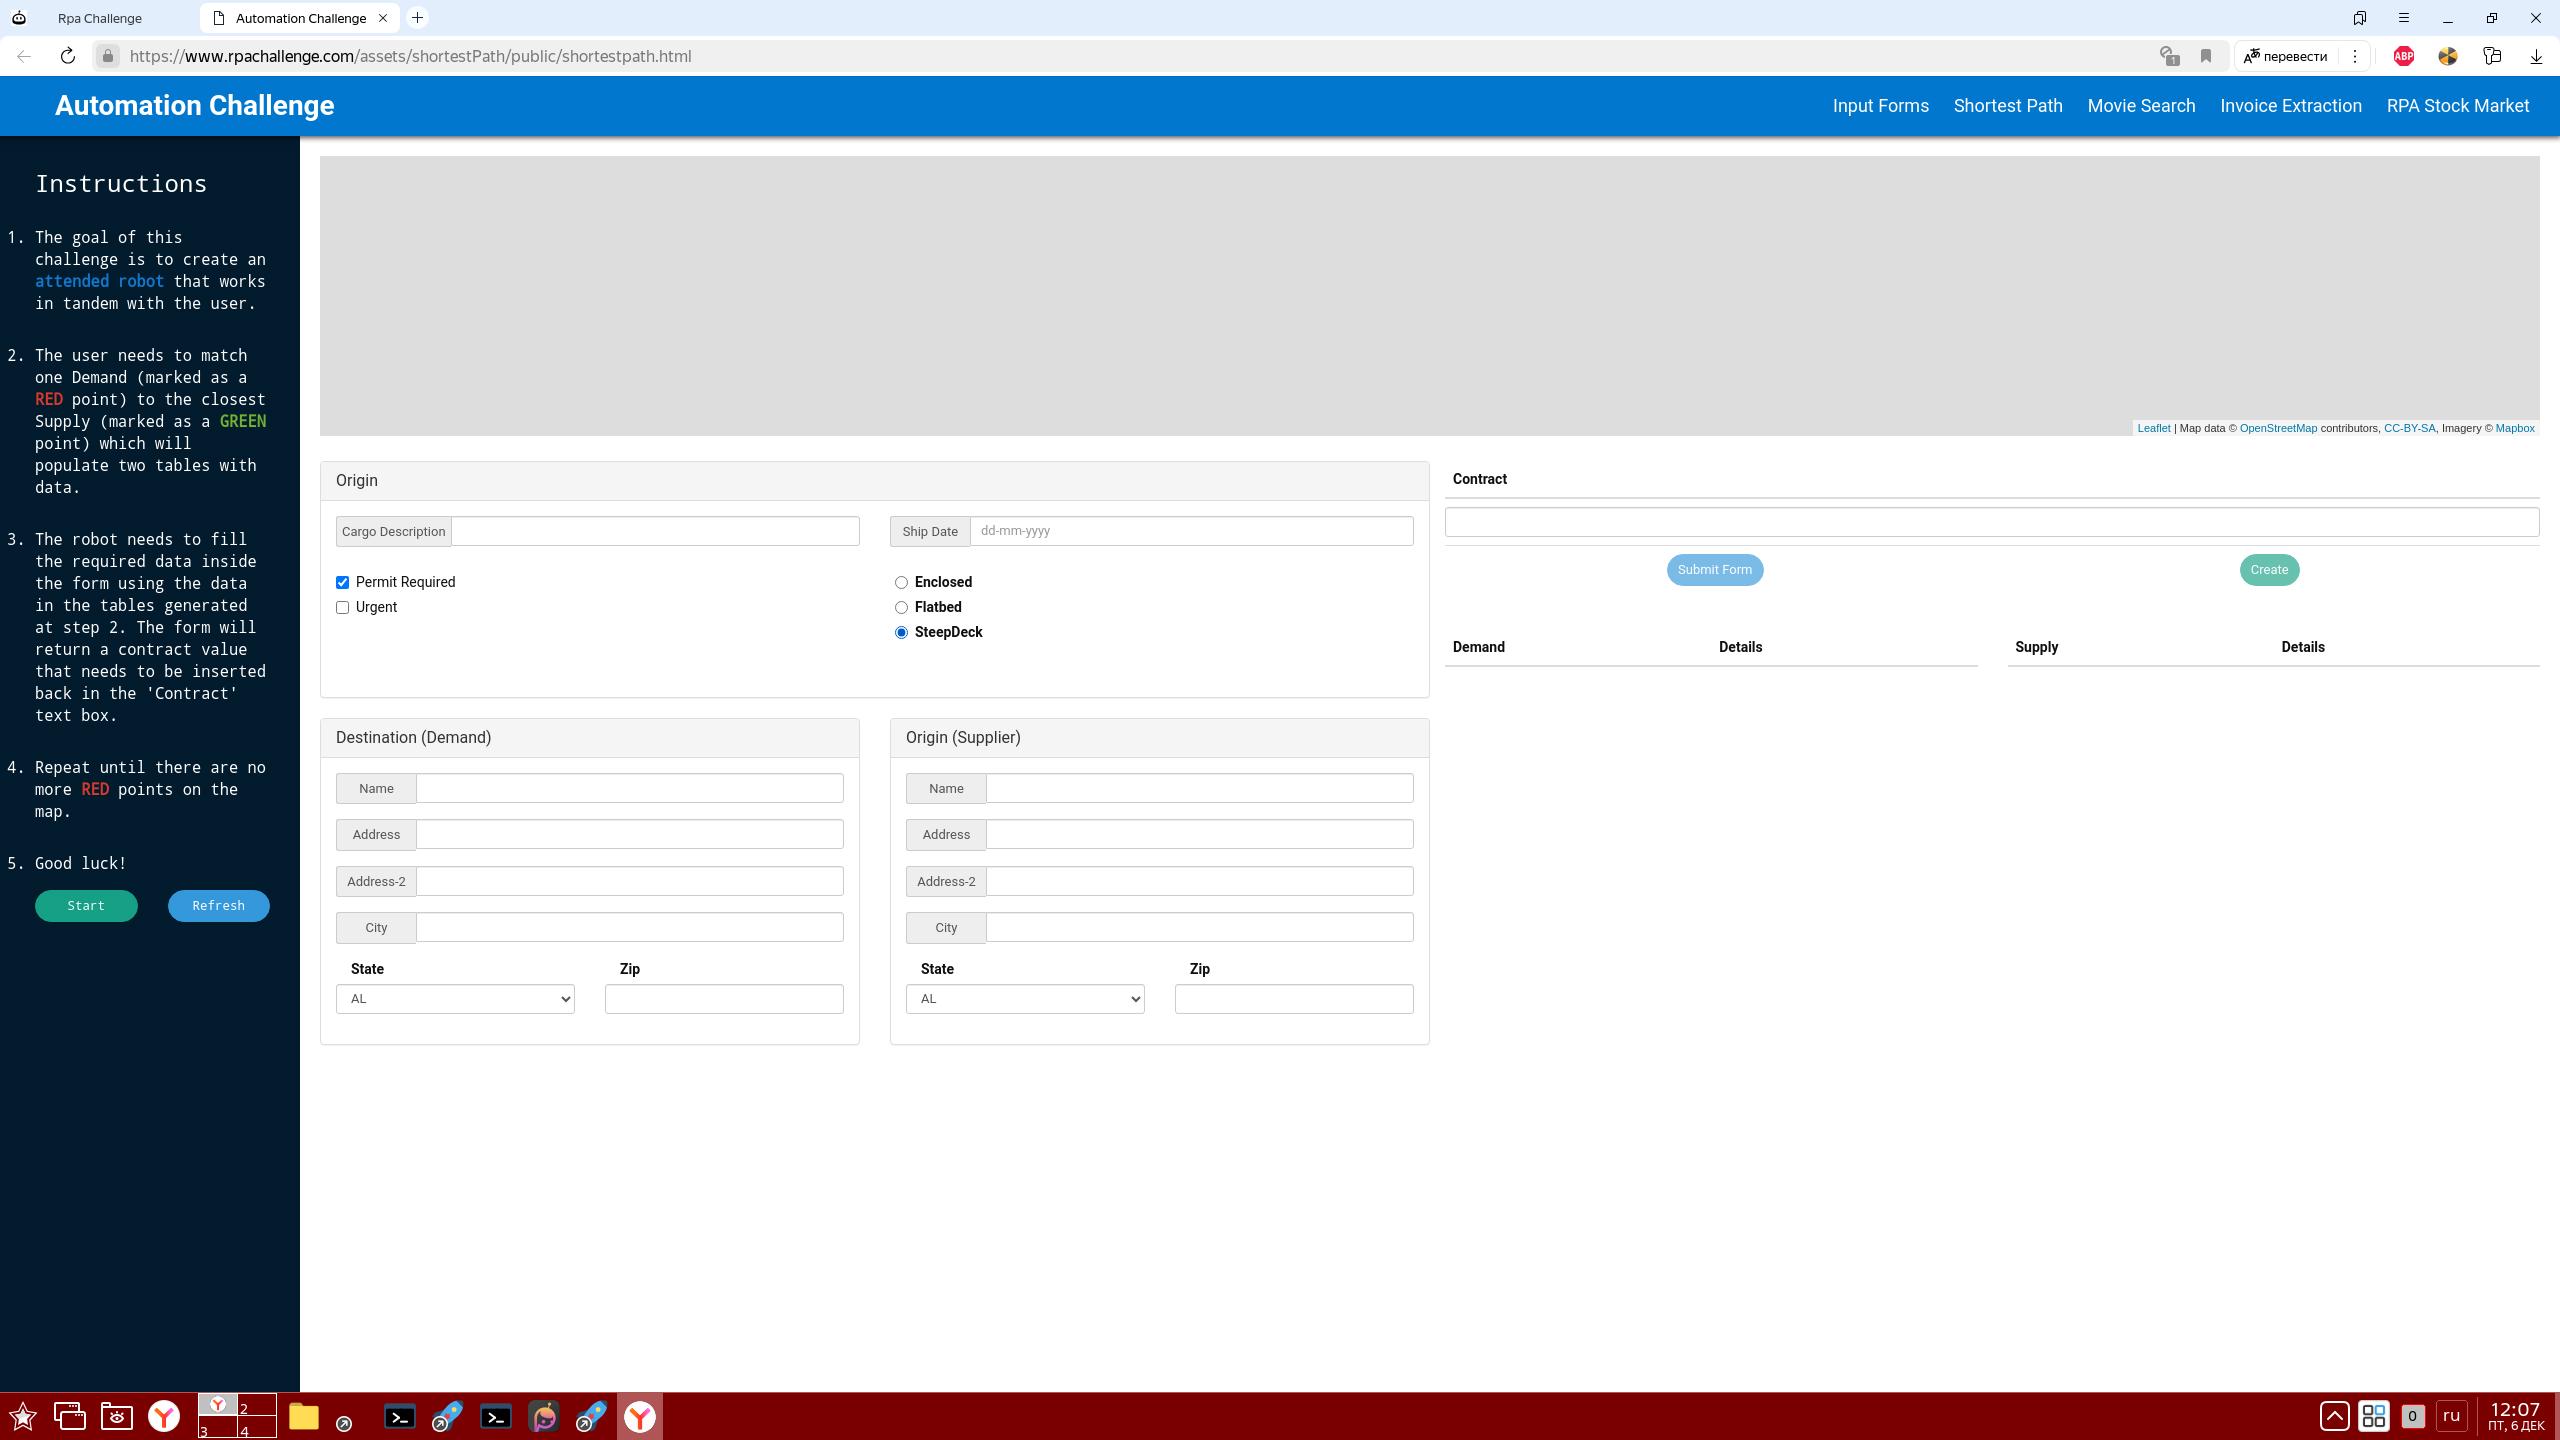 Rpa Challenge
Automation Challenge
https://www.rpachallenge.com/assets/shortestPath/public/shortestpath.html
1
перевести
ABP
Automation Challenge
Input Forms
Shortest Path
Movie Search
Invoice Extraction
RPA Stock Market
Instructions
1. The goal of this
challenge is to create an
attended robot that works
in tandem with the user.
2. The user needs to match
one Demand (marked as a
RED point) to the closest
Supply (marked as a GREEN
point) which will
populate two tables with
data.
3. The robot needs to fill
the required data inside
the form using the data
in the tables generated
at step 2. The form will
return a contract value
that needs to be inserted
back in the 'Contract'
text box.
4. Repeat until there are no
more RED points on the
map.
5. Good luck!
Start
Refresh
Leaflet | Map data © OpenStreetMap contributors, CC-BY-SA, Imagery © Mapbox
Origin
Cargo Description
Ship Date
dd-mm-yyyy
Permit Required
Urgent
Enclosed
Flatbed
SteepDeck
Contract
Submit Form
Create
Demand
Details
Supply
Details
Destination (Demand)
Name
Address
Address-2
City
State
Zip
AL
Origin (Supplier)
Name
Address
Address-2
City
State
Zip
AL
2
3
4
0
ru
12:07
ПТ, 6 ДЕК